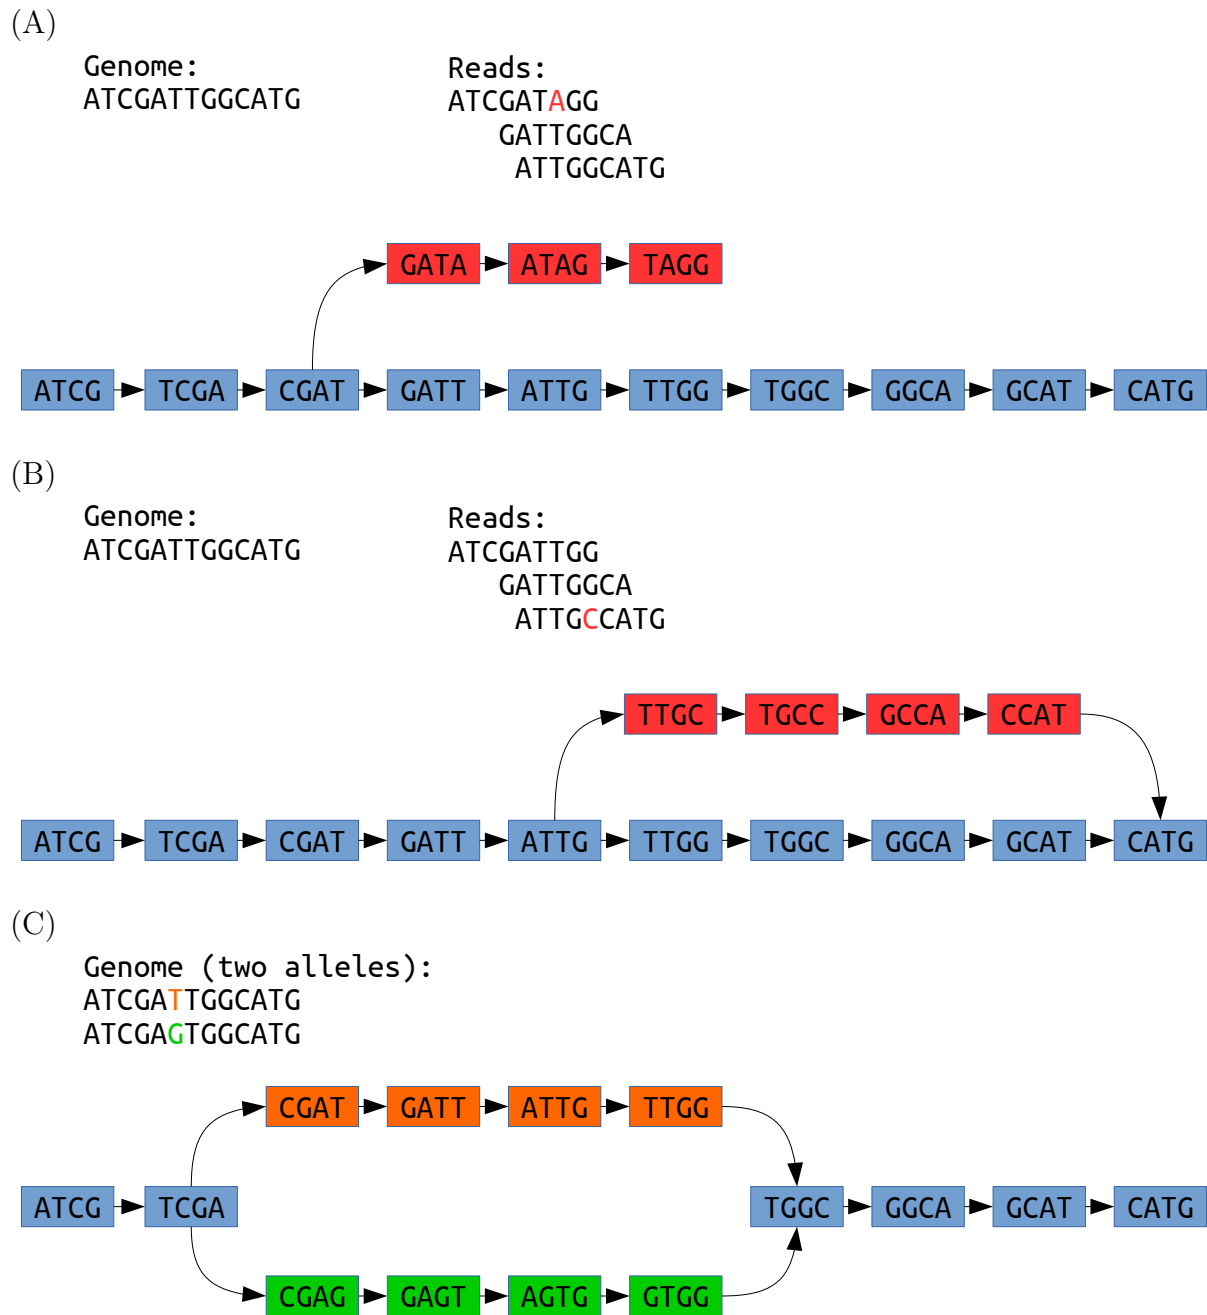 (A)
Genome:
ATCGATTGGCATG
Reads:
ATCGATAGG
GATTGGCA
ATTGGCATG
GATA ATAG TAGG
ATCG TCGA CGAT GATT ATTG TTGG TGGC GGCA GCAT CATG
(B)
Genome:
ATCGATTGGCATG
Reads:
ATCGATTGG
GATTGGCA
ATTGCCATG
TTGC TGCC GCCA CCAT
ATCG TCGA CGAT GATT ATTG TTGG TGGC GGCA GCAT CATG
(C)
Genome (two alleles):
ATCGATTGGCATG
ATCGAGTGGCATG
CGAT GATT ATTG TTGG
ATCG TCGA TGGC GGCA GCAT CATG
CGAG GAGT AGTG GTGG